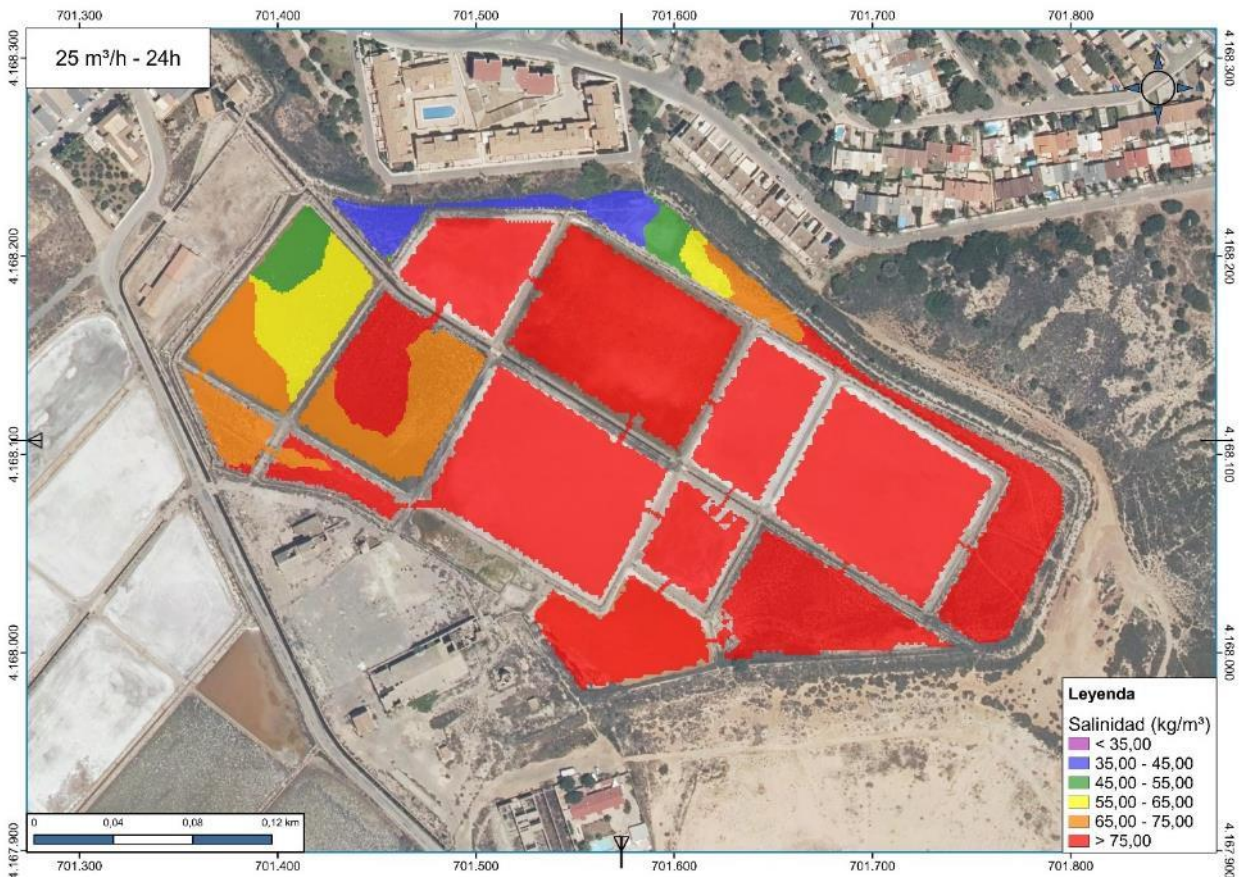 701.300 701.400 701.500 701.600 701.700 701.800
25 m³/h - 24h
4.168.300 4.168.300
4.168.200 4.168.200
4.168.100 4.168.100
4.168.000 4.168.000
4.167.900 4.167.900
Leyenda
Salinidad (kg/m³)
< 35,00
35,00 - 45,00
45,00 - 55,00
55,00 - 65,00
65,00 - 75,00
> 75,00
0 0,04 0,08 0,12 km
701.300 701.400 701.500 701.600 701.700 701.800